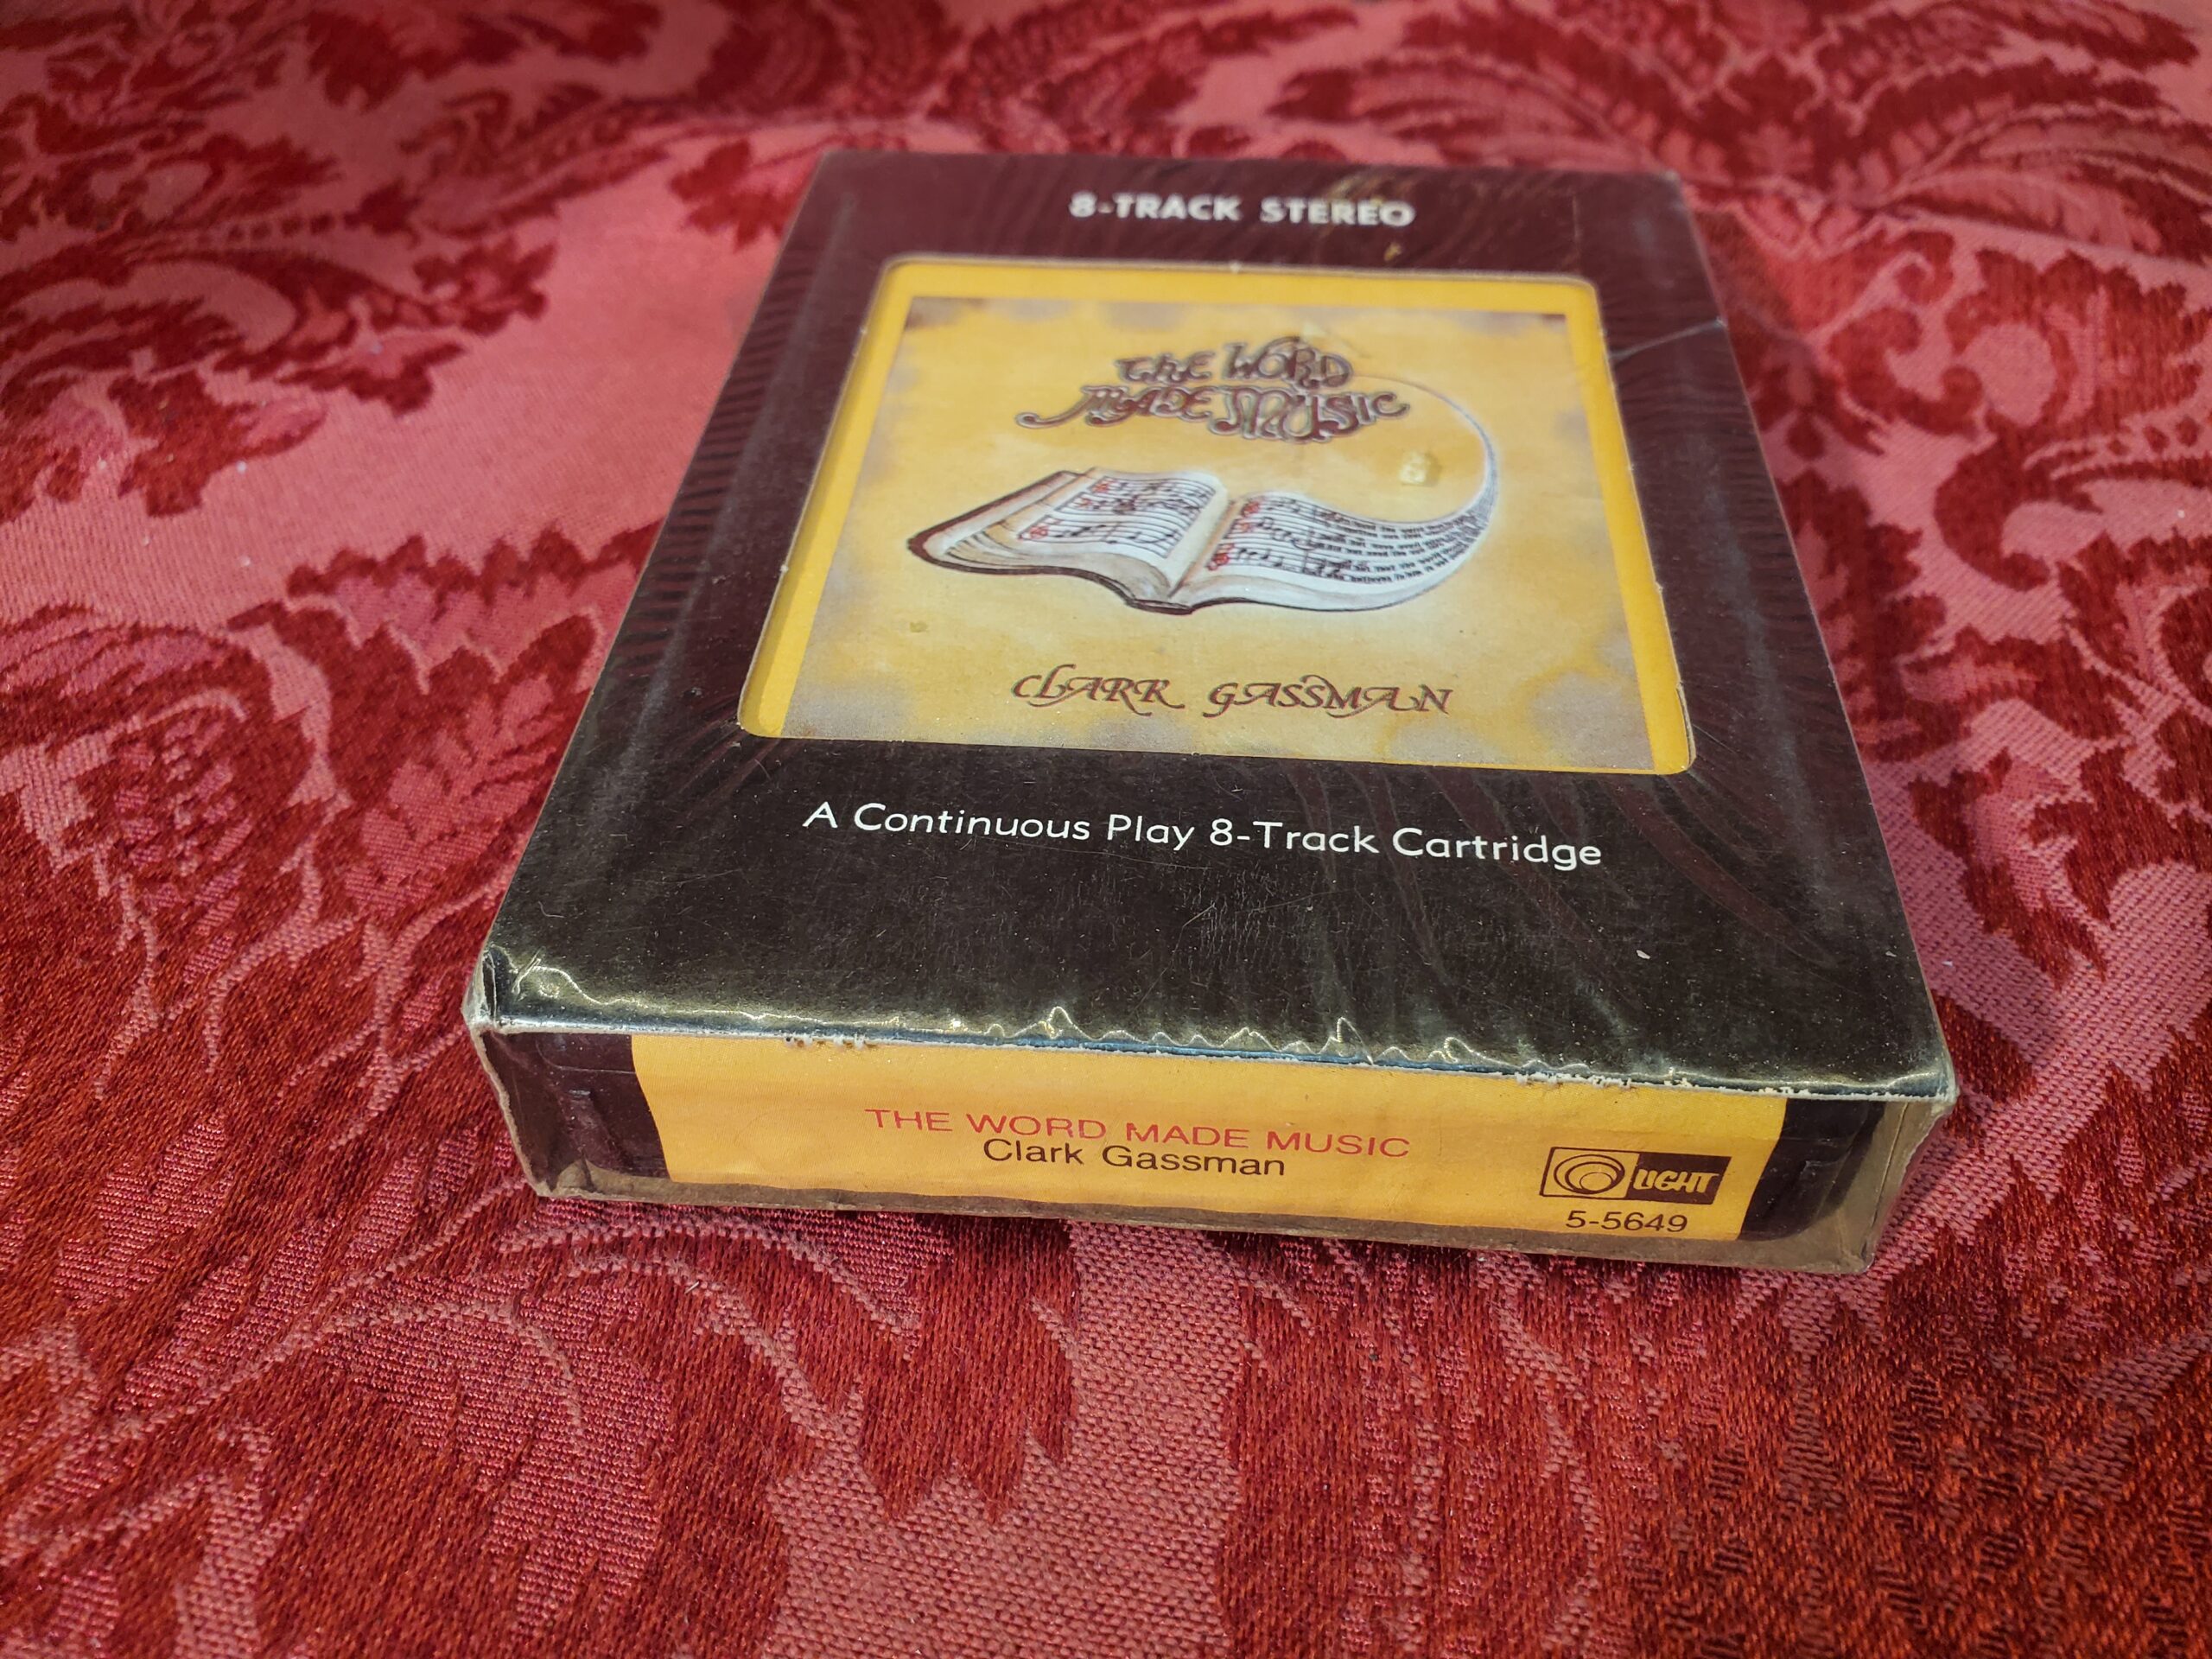 8-TRACK STEREO
THE WORD
MADE MUSIC
CLARK GASSMAN
A Continuous Play 8-Track Cartridge
THE WORD MADE MUSIC
Clark Gassman
LIGHT
5-5649